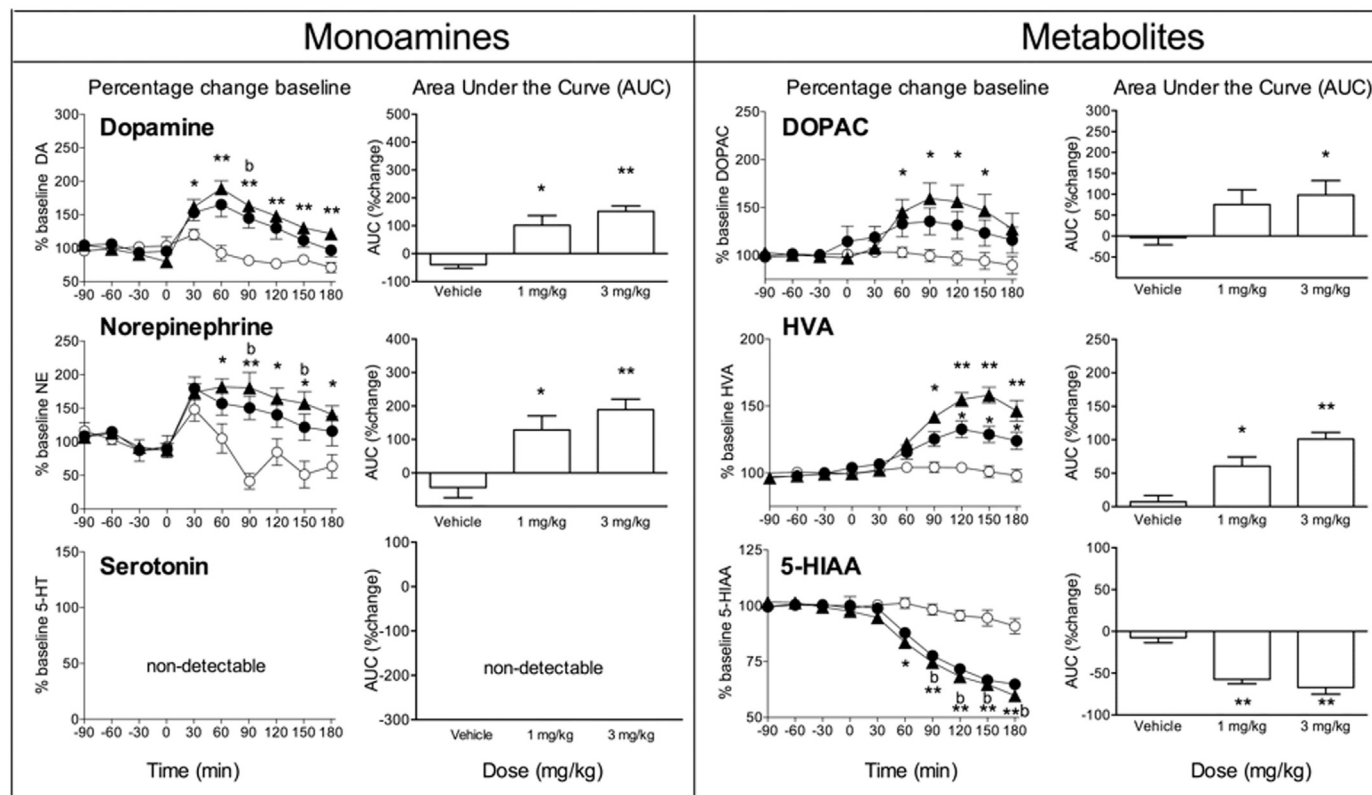 Monoamines
Metabolites
Percentage change baseline
Area Under the Curve (AUC)
Percentage change baseline
Area Under the Curve (AUC)
Dopamine
% baseline DA
300
250
200
150
100
50
* ** b ** ** ** **
-90 -60 -30 0 30 60 90 120 150 180
AUC (%change)
500
400
300
200
100
0
-100
* **
Vehicle 1 mg/kg 3 mg/kg
DOPAC
% baseline DOPAC
250
200
150
100
* * * *
-90 -60 -30 0 30 60 90 120 150 180
AUC (%change)
300
250
200
150
100
50
0
-50
*
Vehicle 1 mg/kg 3 mg/kg
Norepinephrine
% baseline NE
250
200
150
100
50
0
* b ** * b * *
-90 -60 -30 0 30 60 90 120 150 180
AUC (%change)
400
300
200
100
0
* **
Vehicle 1 mg/kg 3 mg/kg
HVA
% baseline HVA
200
150
100
* ** ** **
* * *
-90 -60 -30 0 30 60 90 120 150 180
AUC (%change)
250
200
150
100
50
0
* **
Vehicle 1 mg/kg 3 mg/kg
Serotonin
% baseline 5-HT
150
100
50
0
non-detectable
-90 -60 -30 0 30 60 90 120 150 180
AUC (%change)
100
0
-100
-200
-300
non-detectable
Vehicle 1 mg/kg 3 mg/kg
5-HIAA
% baseline 5-HIAA
125
100
75
50
* b ** b ** b ** **b
-90 -60 -30 0 30 60 90 120 150 180
AUC (%change)
100
50
0
-50
-100
** **
Vehicle 1 mg/kg 3 mg/kg
Time (min)
Dose (mg/kg)
Time (min)
Dose (mg/kg)